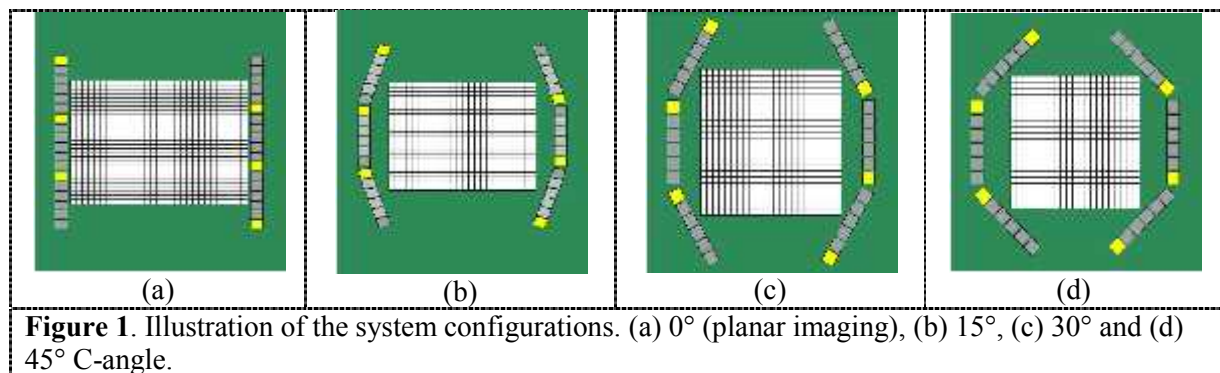 (a) (b) (c) (d)
Figure 1. Illustration of the system configurations. (a) 0° (planar imaging), (b) 15°, (c) 30° and (d)
45° C-angle.